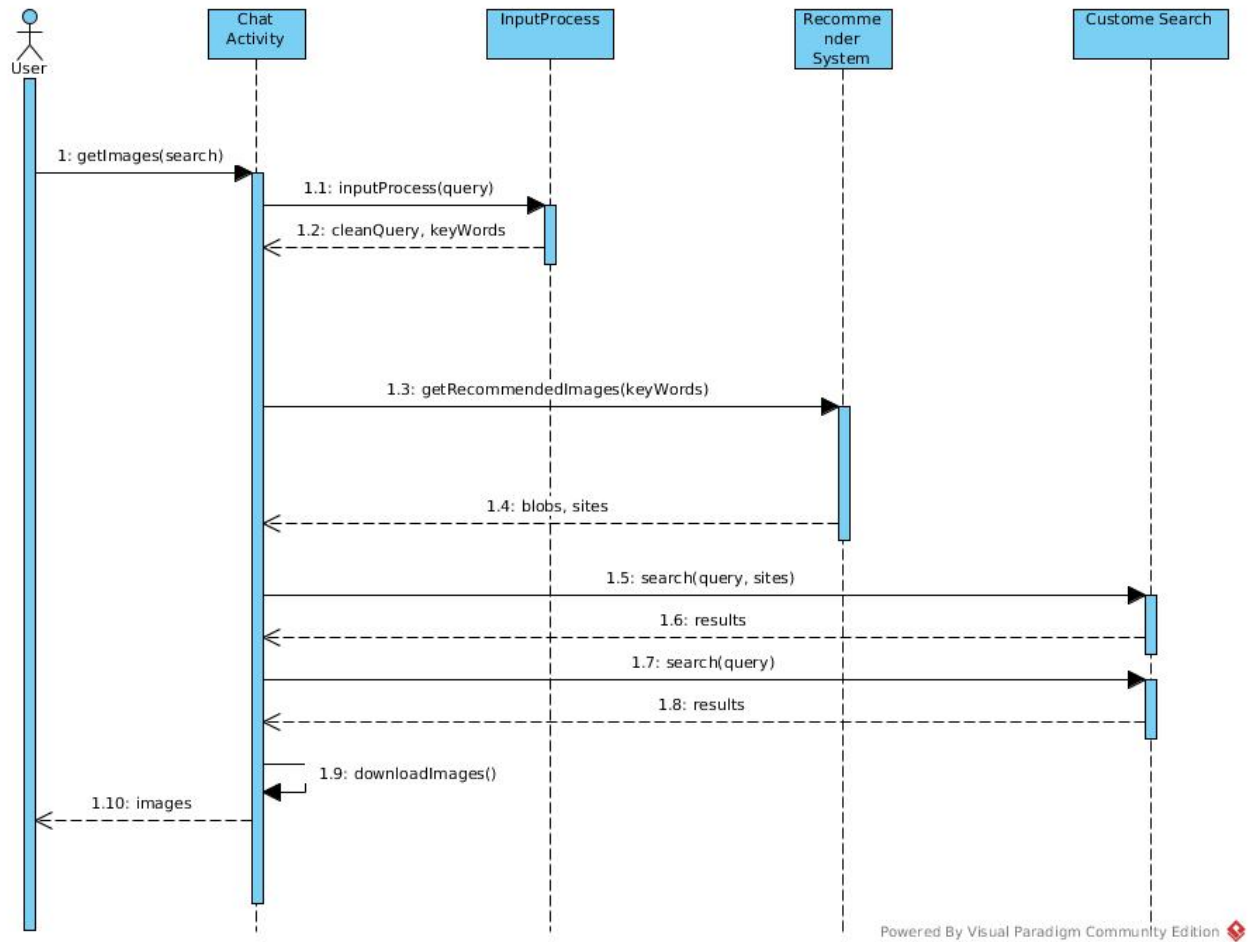 User
Chat
Activity
InputProcess
Recomme
nder
System
Custome Search
1: getImages(search)
1.1: inputProcess(query)
1.2: cleanQuery, keyWords
1.3: getRecommendedImages(keyWords)
1.4: blobs, sites
1.5: search(query, sites)
1.6: results
1.7: search(query)
1.8: results
1.9: downloadImages()
1.10: images
Powered By Visual Paradigm Community Edition